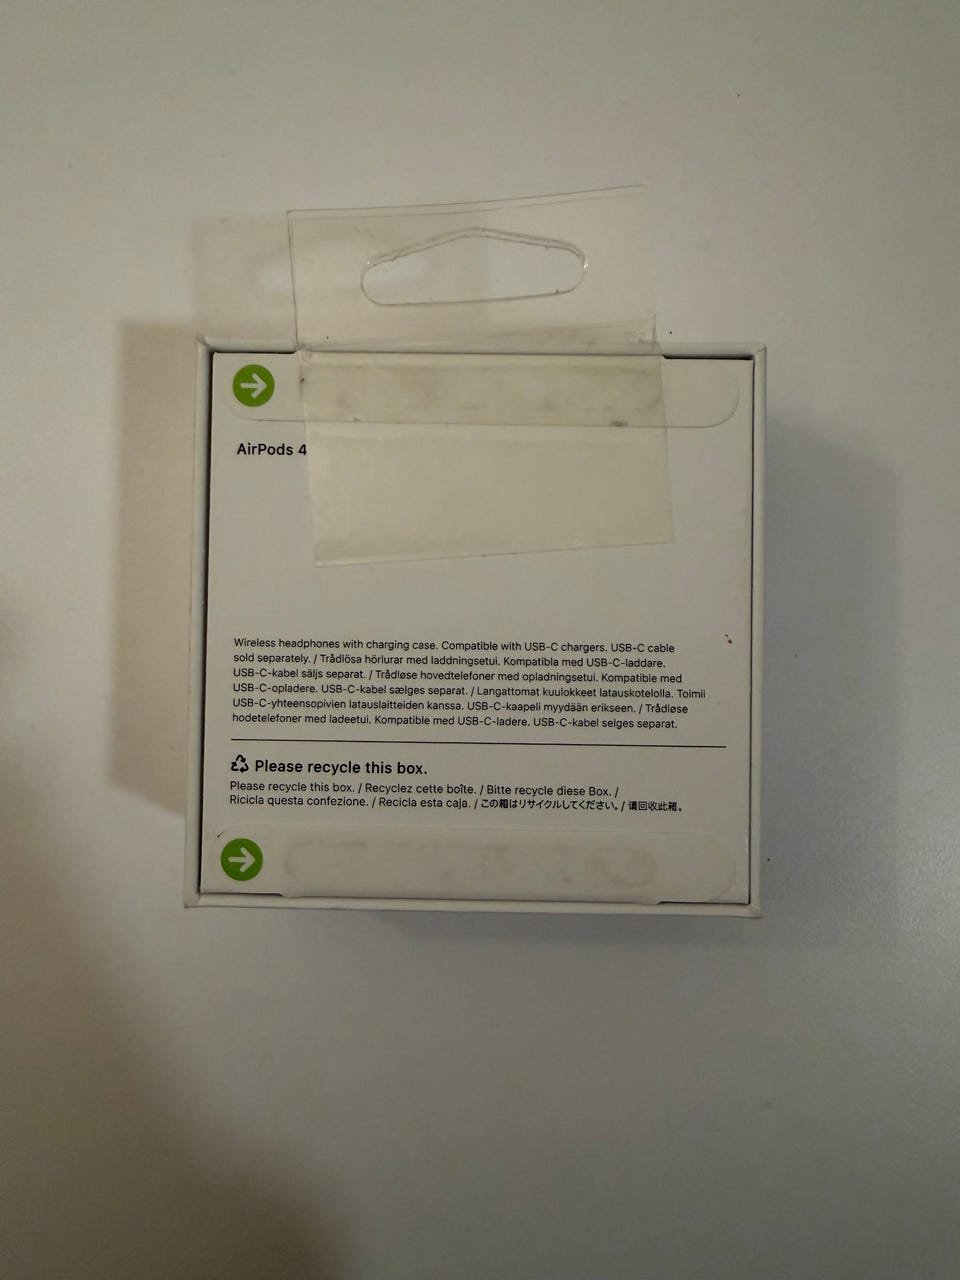 AirPods 4
Wireless headphones with charging case. Compatible with USB-C chargers. USB-C cable
sold separately. / Trådlösa hörlurar med laddningsetui. Kompatibla med USB-C-laddare.
USB-C-kabel säljs separat. / Trådløse hovedtelefoner med opladningsetui. Kompatible med
USB-C-opladere. USB-C-kabel sælges separat. / Langattomat kuulokkeet latauskotelolla. Toimii
USB-C-yhteensopivien latauslaitteiden kanssa. USB-C-kaapeli myydään erikseen. / Trådløse
hodetelefoner med ladeetui. Kompatible med USB-C-ladere. USB-C-kabel selges separat.
Please recycle this box.
Please recycle this box. / Recyclez cette boîte. / Bitte recycle diese Box. /
Ricicla questa confezione. / Recicla esta caja. / この箱はリサイクルしてください。/ 请回收此箱。